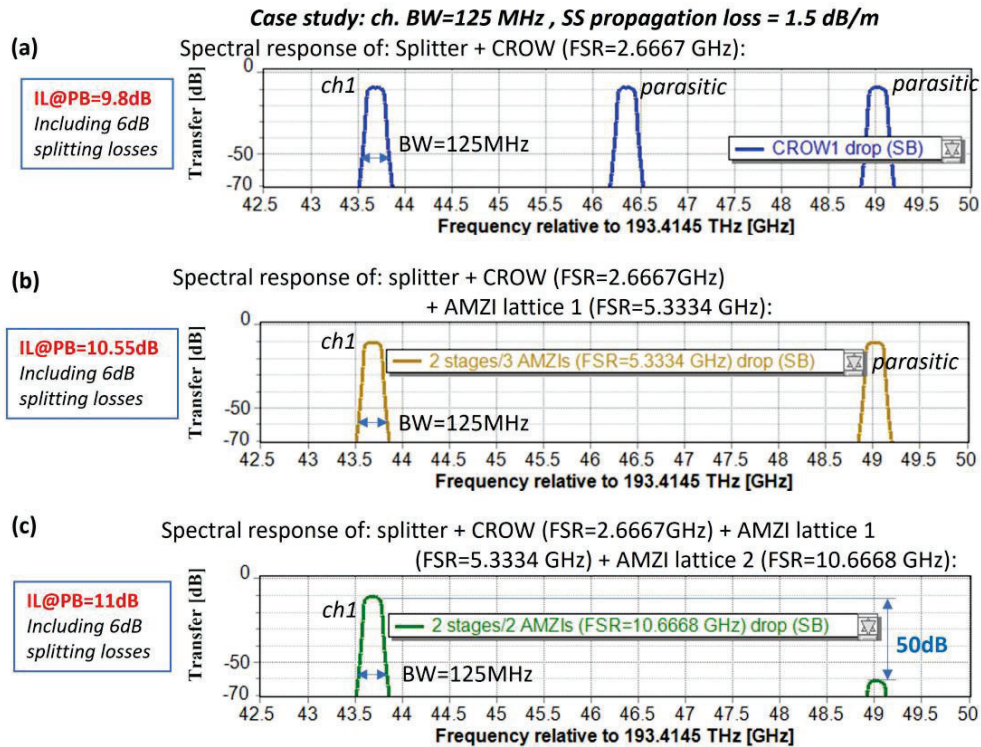 Case study: ch. BW=125 MHz , SS propagation loss = 1.5 dB/m
(a)
Spectral response of: Splitter + CROW (FSR=2.6667 GHz):
IL@PB=9.8dB
Including 6dB
splitting losses
Transfer [dB]
0
-50
-70
ch1
parasitic
parasitic
BW=125MHz
CROW1 drop (SB)
42.5 43 43.5 44 44.5 45 45.5 46 46.5 47 47.5 48 48.5 49 49.5 50
Frequency relative to 193.4145 THz [GHz]
(b)
Spectral response of: splitter + CROW (FSR=2.6667GHz)
+ AMZI lattice 1 (FSR=5.3334 GHz):
IL@PB=10.55dB
Including 6dB
splitting losses
Transfer [dB]
0
-50
-70
ch1
2 stages/3 AMZIs (FSR=5.3334 GHz) drop (SB)
parasitic
BW=125MHz
42.5 43 43.5 44 44.5 45 45.5 46 46.5 47 47.5 48 48.5 49 49.5 50
Frequency relative to 193.4145 THz [GHz]
(c)
Spectral response of: splitter + CROW (FSR=2.6667GHz) + AMZI lattice 1
(FSR=5.3334 GHz) + AMZI lattice 2 (FSR=10.6668 GHz):
IL@PB=11dB
Including 6dB
splitting losses
Transfer [dB]
0
-50
-70
ch1
2 stages/2 AMZIs (FSR=10.6668 GHz) drop (SB)
50dB
BW=125MHz
42.5 43 43.5 44 44.5 45 45.5 46 46.5 47 47.5 48 48.5 49 49.5 50
Frequency relative to 193.4145 THz [GHz]